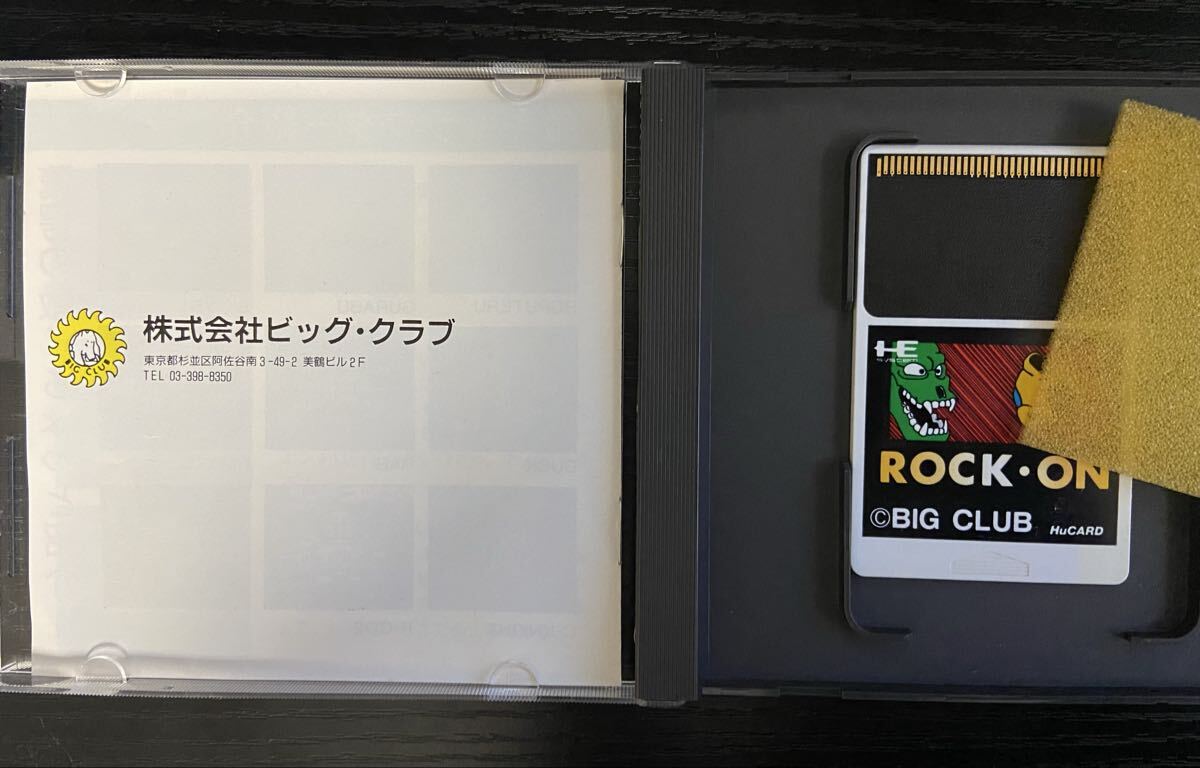 株式会社ビッグ・クラブ
東京都杉並区阿佐谷南3-49-2 美鶴ビル2F
TEL 03-398-8350
BIG CLUB
HE
SYSTEM
ROCK・ON
©BIG CLUB
HuCARD